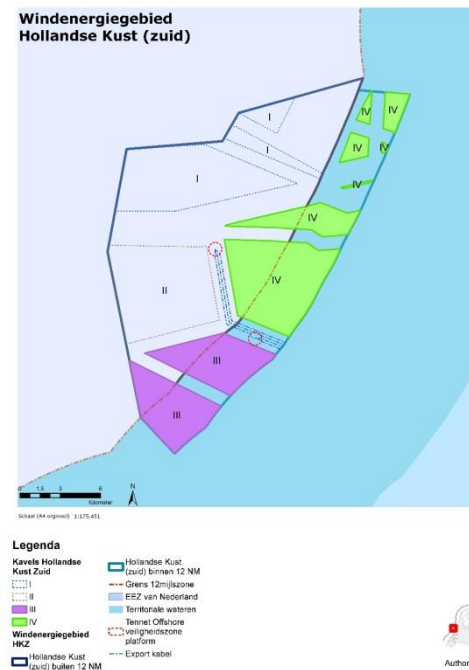 Windenergiegebied
Hollandse Kust (zuid)
I
IV
IV
I
IV
IV
I
IV
IV
IV
II
III
III
N
0 1.5 3 6
Kilometer
Schaal (A4 orgineel) 1:175.431
Legenda
Kavels Hollandse
Kust Zuid
I
II
III
IV
Windenergiegebied
HKZ
Hollandse Kust
(zuid) buiten 12 NM
Hollandse Kust
(zuid) binnen 12 NM
Grens 12mijlszone
EEZ van Nederland
Territoriale wateren
Tennet Offshore
veiligheidszone
platform
Export kabel